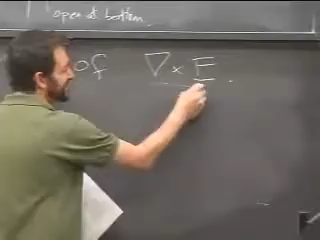 open at bottom.
of ∇ × F